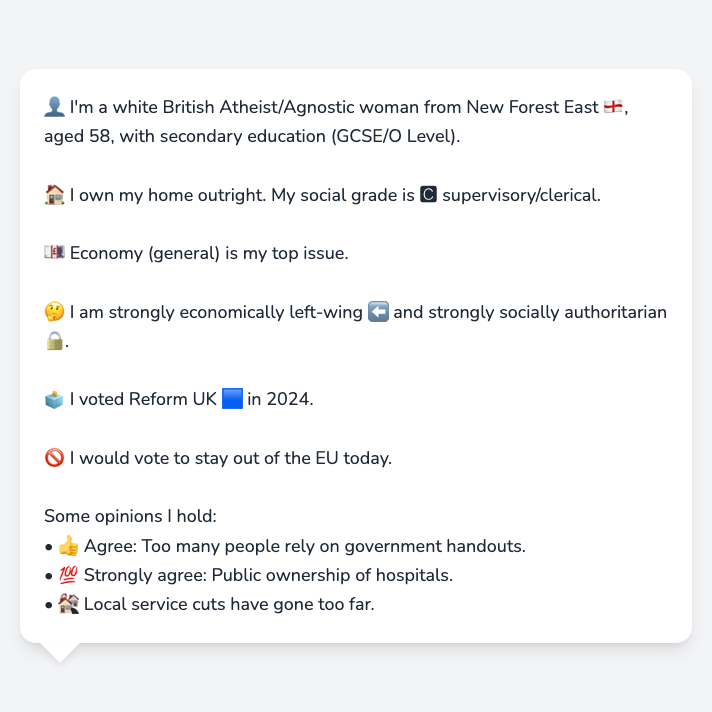 👤 I'm a white British Atheist/Agnostic woman from New Forest East 🏴󠁧󠁢󠁥󠁮󠁧󠁿,
aged 58, with secondary education (GCSE/O Level).
🏠 I own my home outright. My social grade is 🅲 supervisory/clerical.
💷 Economy (general) is my top issue.
🤔 I am strongly economically left-wing ⬅️ and strongly socially authoritarian
🔒.
🗳️ I voted Reform UK 🟦 in 2024.
🚫 I would vote to stay out of the EU today.
Some opinions I hold:
• 👍 Agree: Too many people rely on government handouts.
• 💯 Strongly agree: Public ownership of hospitals.
• 🏚️ Local service cuts have gone too far.